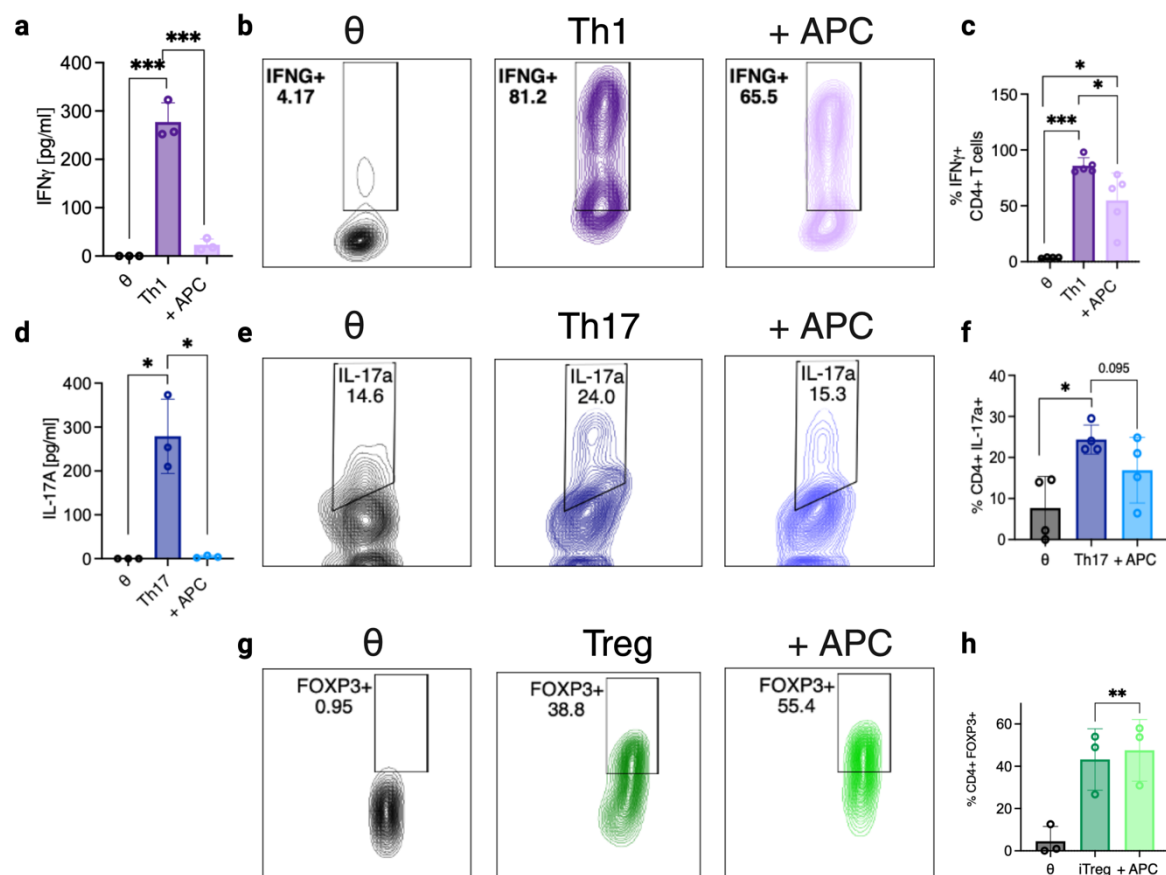 a
IFNγ [pg/ml]
400
300
200
100
0
***
***
θ
Th1
+ APC
b
θ
Th1
+ APC
IFNG+
4.17
IFNG+
81.2
IFNG+
65.5
c
% IFNγ+
CD4+ T cells
150
100
50
0
*
*
***
θ
Th1
+ APC
d
IL-17A [pg/ml]
400
300
200
100
0
*
*
θ
Th17
+ APC
e
θ
Th17
+ APC
IL-17a
14.6
IL-17a
24.0
IL-17a
15.3
f
% CD4+ IL-17a+
40
30
20
10
0
*
0.095
θ
Th17
+ APC
g
θ
Treg
+ APC
FOXP3+
0.95
FOXP3+
38.8
FOXP3+
55.4
h
% CD4+ FOXP3+
60
40
20
0
**
θ
iTreg
+ APC